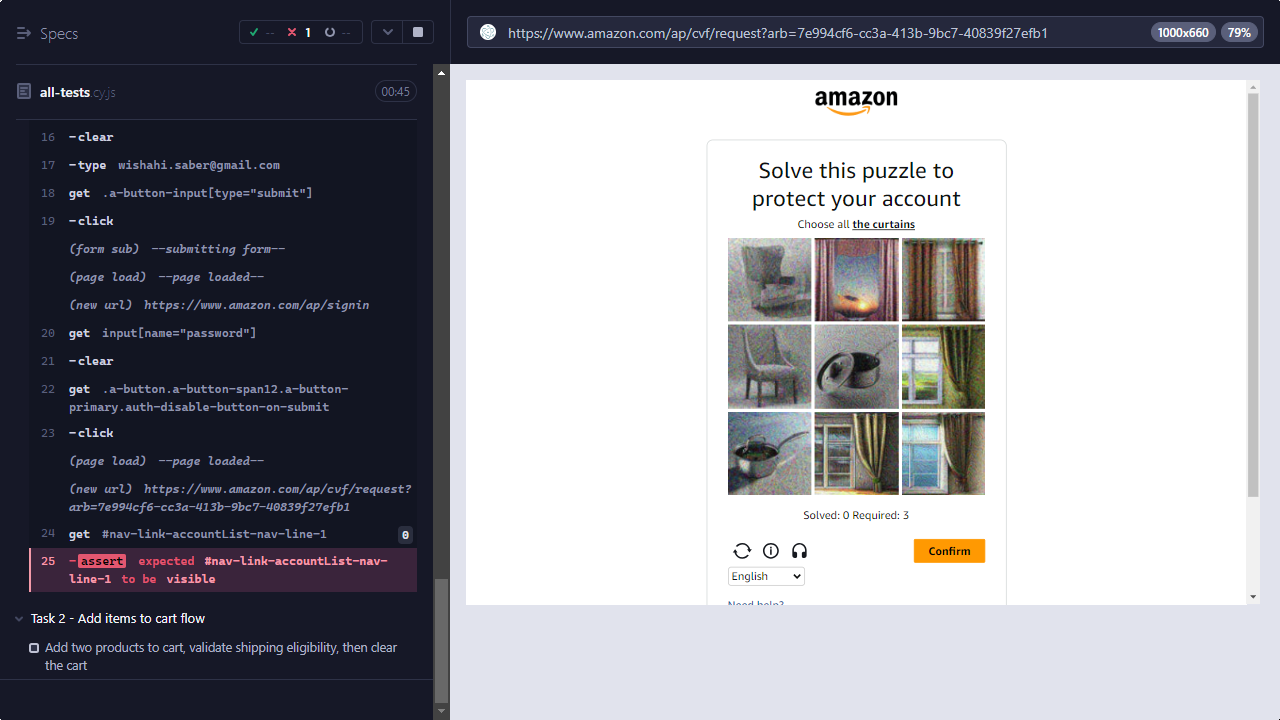 Specs
-- 1 --
all-tests.cy.js
00:45
16 -clear
17 -type wishahi.saber@gmail.com
18 get .a-button-input[type="submit"]
19 -click
(form sub) --submitting form--
(page load) --page loaded--
(new url) https://www.amazon.com/ap/signin
20 get input[name="password"]
21 -clear
22 get .a-button.a-button-span12.a-button-
primary.auth-disable-button-on-submit
23 -click
(page load) --page loaded--
(new url) https://www.amazon.com/ap/cvf/request?
arb=7e994cf6-cc3a-413b-9bc7-40839f27efb1
24 get #nav-link-accountList-nav-line-1 0
25 -assert expected #nav-link-accountList-nav-
line-1 to be visible
Task 2 - Add items to cart flow
Add two products to cart, validate shipping eligibility, then clear
the cart
https://www.amazon.com/ap/cvf/request?arb=7e994cf6-cc3a-413b-9bc7-40839f27efb1
1000x660
79%
amazon
Solve this puzzle to
protect your account
Choose all the curtains
Solved: 0 Required: 3
Confirm
English
Need help?